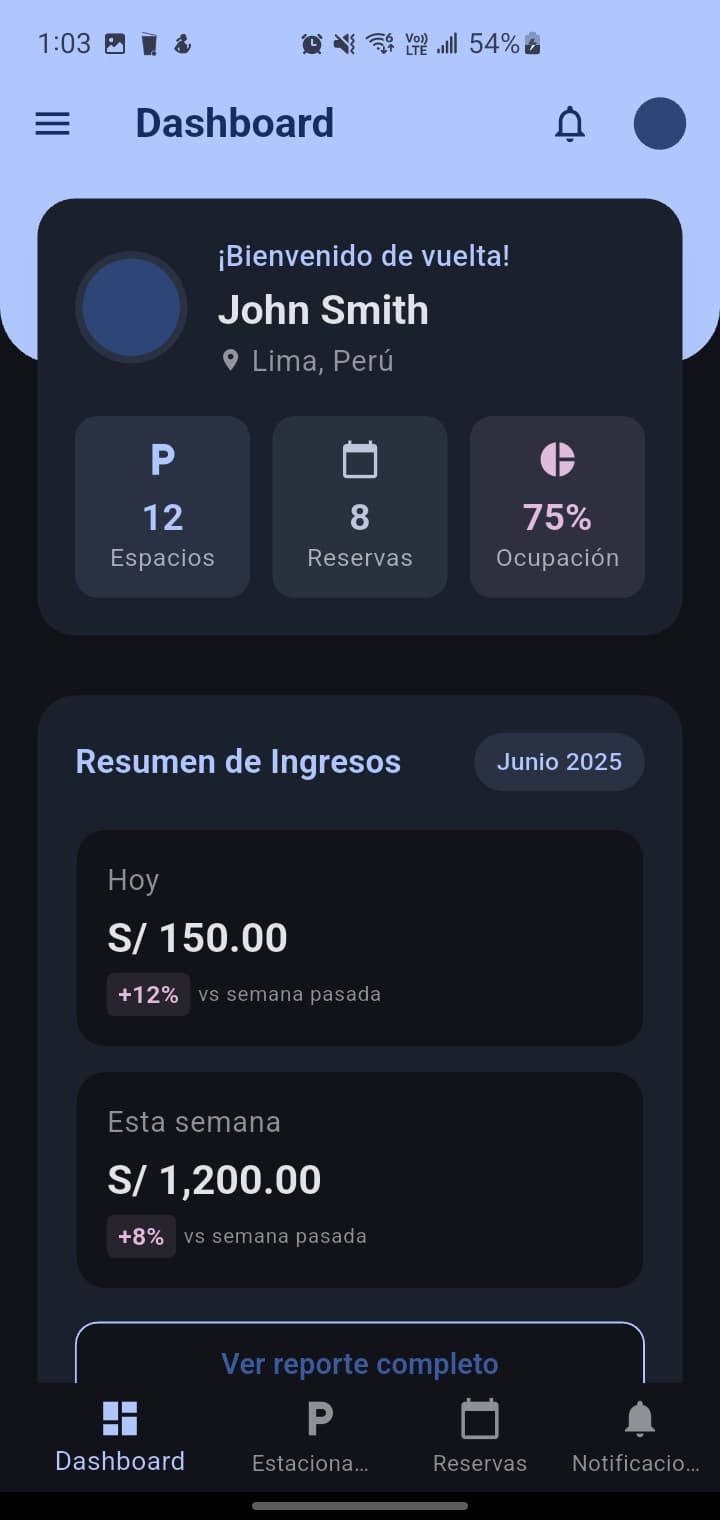 1:03
Vo))
LTE
6
54%
Dashboard
¡Bienvenido de vuelta!
John Smith
Lima, Perú
P
12
Espacios
8
Reservas
75%
Ocupación
Resumen de Ingresos
Junio 2025
Hoy
S/ 150.00
+12% vs semana pasada
Esta semana
S/ 1,200.00
+8% vs semana pasada
Ver reporte completo
P
Dashboard
Estaciona...
Reservas
Notificacio...